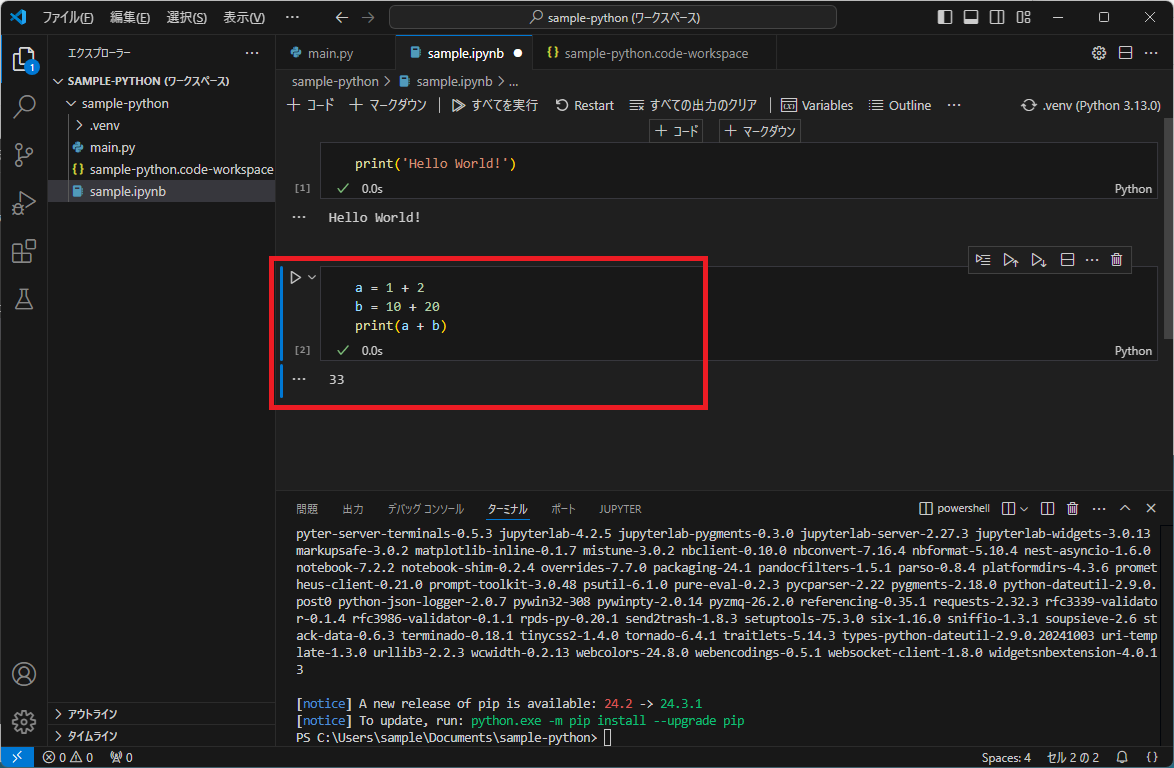 ファイル(F) 編集(E) 選択(S) 表示(V) ··· sample-python (ワークスペース)
エクスプローラー ···
SAMPLE-PYTHON (ワークスペース)
sample-python
.venv
main.py
sample-python.code-workspace
sample.ipynb
アウトライン
タイムライン
1
main.py sample.ipynb sample-python.code-workspace
sample-python > sample.ipynb > ...
コード マークダウン すべてを実行 Restart すべての出力のクリア Variables Outline ··· .venv (Python 3.13.0)
コード マークダウン
print('Hello World!')
[1] 0.0s Python
Hello World!
a = 1 + 2
b = 10 + 20
print(a + b)
[2] 0.0s Python
33
問題 出力 デバッグ コンソール ターミナル ポート JUPYTER powershell
pyter-server-terminals-0.5.3 jupyterlab-4.2.5 jupyterlab-pygments-0.3.0 jupyterlab-server-2.27.3 jupyterlab-widgets-3.0.13
markupsafe-3.0.2 matplotlib-inline-0.1.7 mistune-3.0.2 nbclient-0.10.0 nbconvert-7.16.4 nbformat-5.10.4 nest-asyncio-1.6.0
notebook-7.2.2 notebook-shim-0.2.4 overrides-7.7.0 packaging-24.1 pandocfilters-1.5.1 parso-0.8.4 platformdirs-4.3.6 promet
heus-client-0.21.0 prompt-toolkit-3.0.48 psutil-6.1.0 pure-eval-0.2.3 pycparser-2.22 pygments-2.18.0 python-dateutil-2.9.0.
post0 python-json-logger-2.0.7 pywin32-308 pywinpty-2.0.14 pyzmq-26.2.0 referencing-0.35.1 requests-2.32.3 rfc3339-validato
r-0.1.4 rfc3986-validator-0.1.1 rpds-py-0.20.1 send2trash-1.8.3 setuptools-75.3.0 six-1.16.0 sniffio-1.3.1 soupsieve-2.6 st
ack-data-0.6.3 terminado-0.18.1 tinycss2-1.4.0 tornado-6.4.1 traitlets-5.14.3 types-python-dateutil-2.9.0.20241003 uri-temp
late-1.3.0 urllib3-2.2.3 wcwidth-0.2.13 webcolors-24.8.0 webencodings-0.5.1 websocket-client-1.8.0 widgetsnbextension-4.0.1
3
[notice] A new release of pip is available: 24.2 -> 24.3.1
[notice] To update, run: python.exe -m pip install --upgrade pip
PS C:\Users\sample\Documents\sample-python>
0 0 0 Spaces: 4 セル 2 の 2